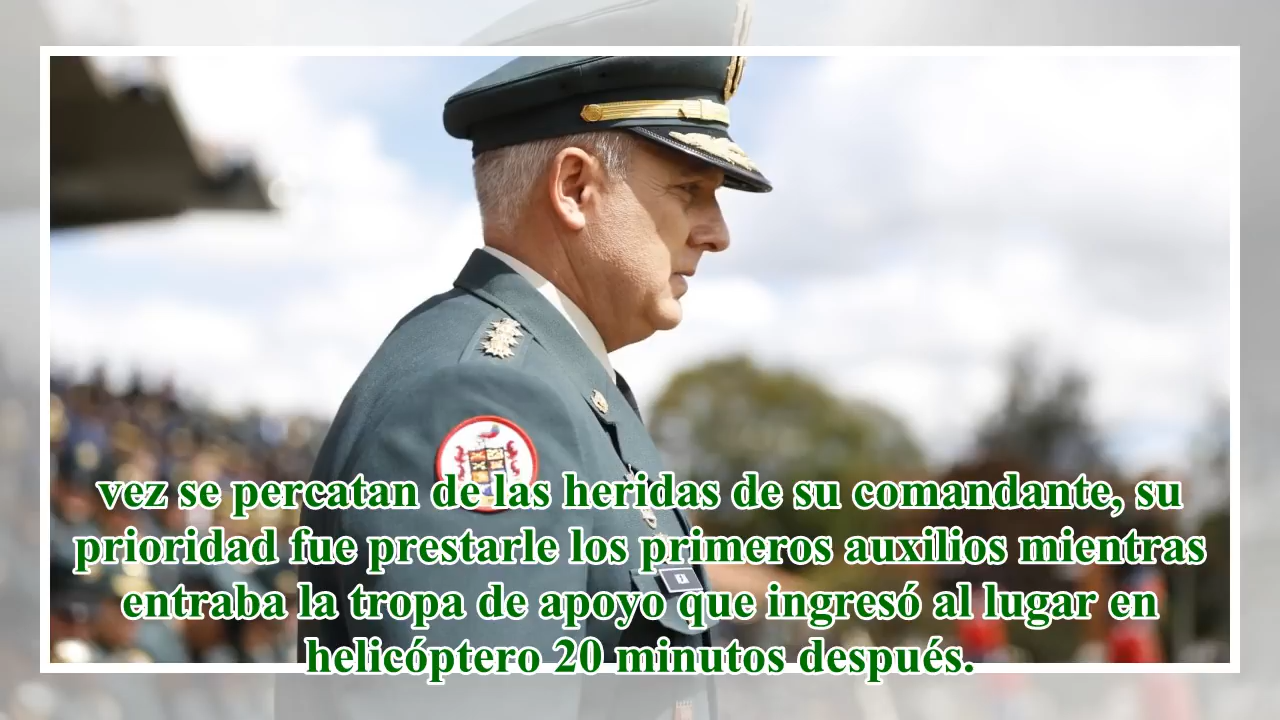 vez se percatan de las heridas de su comandante, su
prioridad fue prestarle los primeros auxilios mientras
entraba la tropa de apoyo que ingresó al lugar en
helicóptero 20 minutos después.